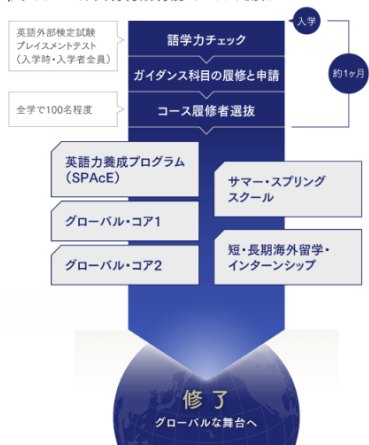 入学
英語外部検定試験
プレイスメントテスト
(入学時・入学者全員)
語学力チェック
ガイダンス科目の履修と申請
約1ヶ月
全学で100名程度
コース履修者選抜
英語力養成プログラム
(SPAcE)
サマー・スプリング
スクール
グローバル・コア1
グローバル・コア2
短・長期海外留学・
インターンシップ
修了
グローバルな舞台へ